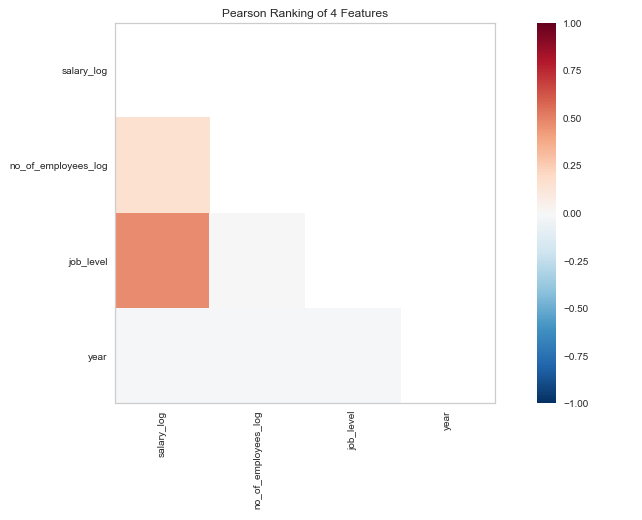 Pearson Ranking of 4 Features
salary_log
no_of_employees_log
job_level
year
salary_log
no_of_employees_log
job_level
year
1.00
0.75
0.50
0.25
0.00
−0.25
−0.50
−0.75
−1.00